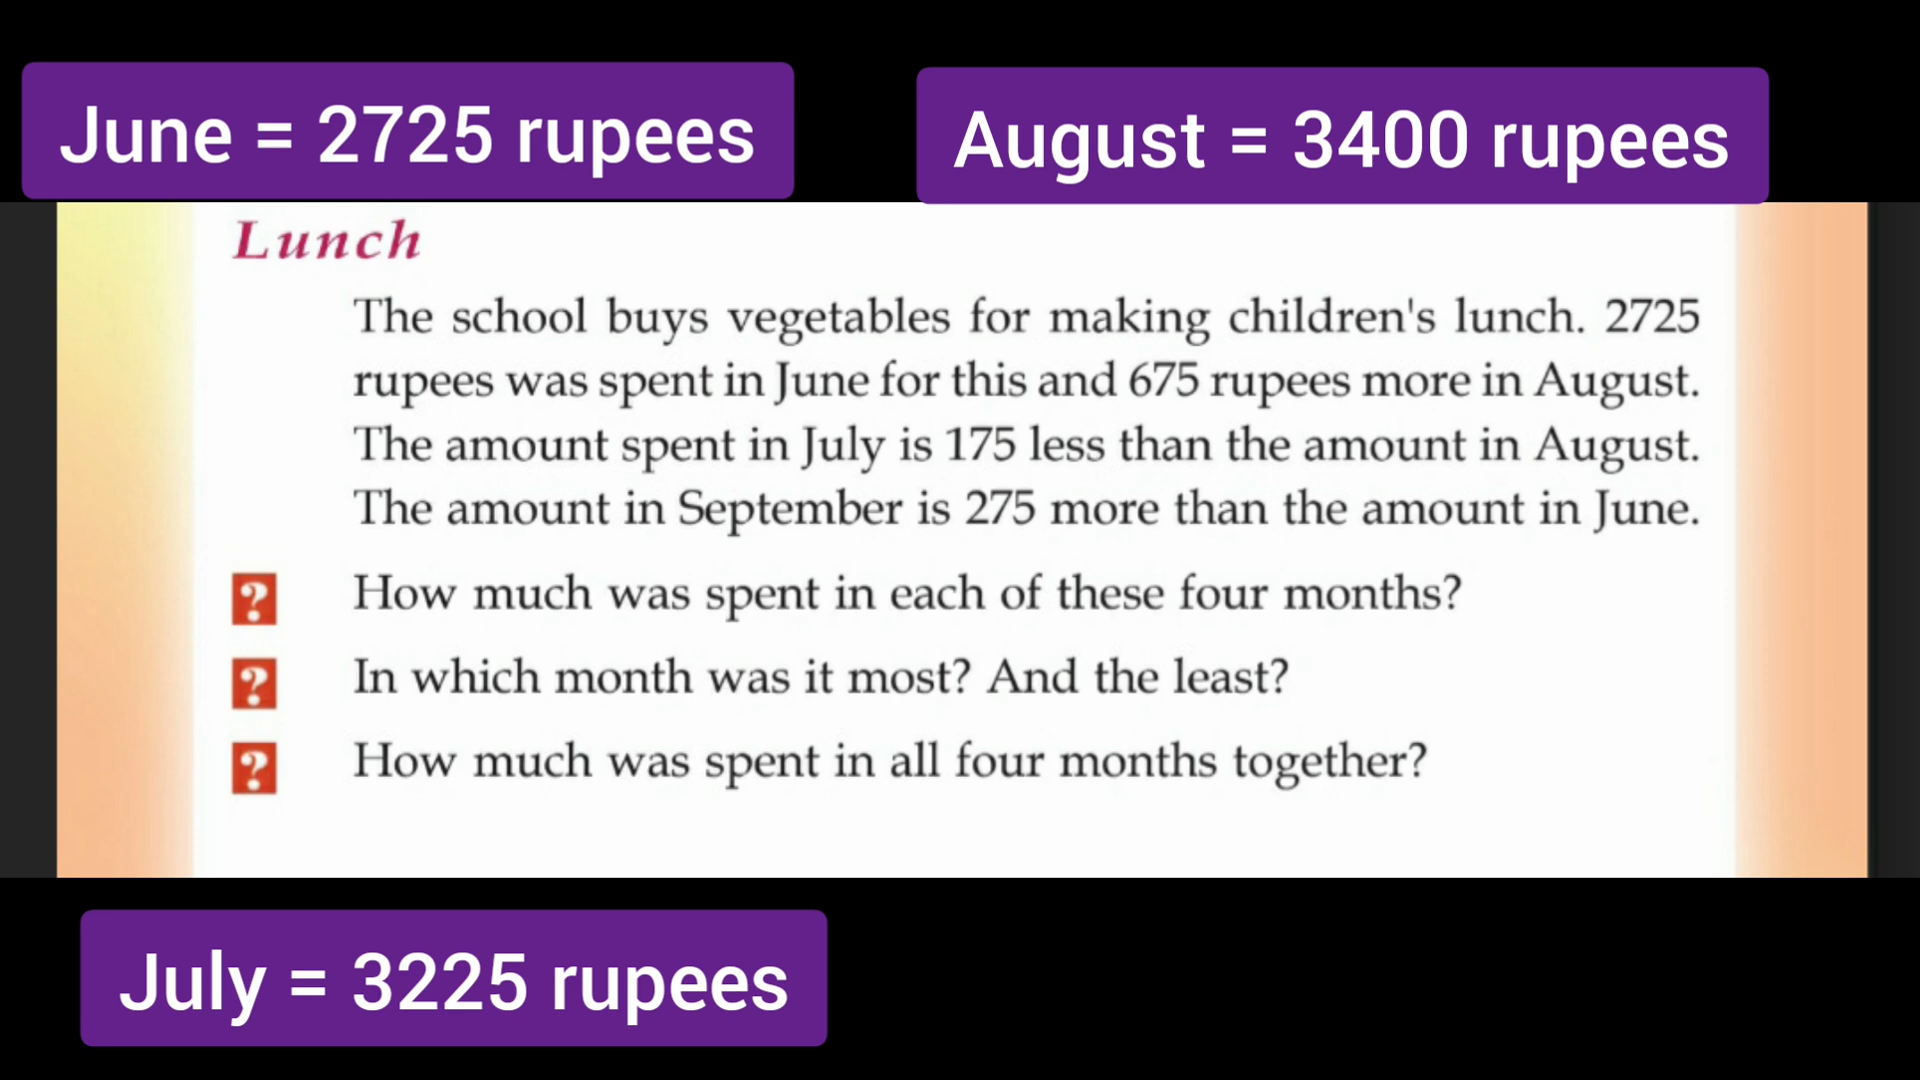 June = 2725 rupees
August = 3400 rupees
Lunch
The school buys vegetables for making children's lunch. 2725
rupees was spent in June for this and 675 rupees more in August.
The amount spent in July is 175 less than the amount in August.
The amount in September is 275 more than the amount in June.
? How much was spent in each of these four months?
? In which month was it most? And the least?
? How much was spent in all four months together?
July = 3225 rupees